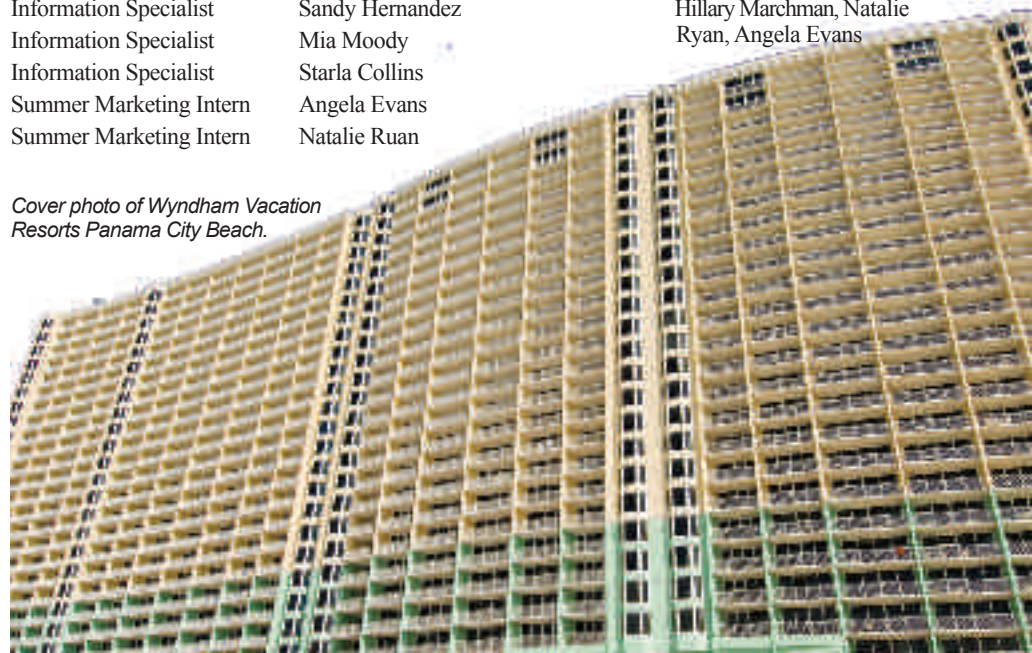 Information Specialist Sandy Hernandez
Information Specialist Mia Moody
Information Specialist Starla Collins
Summer Marketing Intern Angela Evans
Summer Marketing Intern Natalie Ruan
Hillary Marchman, Natalie
Ryan, Angela Evans
Cover photo of Wyndham Vacation
Resorts Panama City Beach.